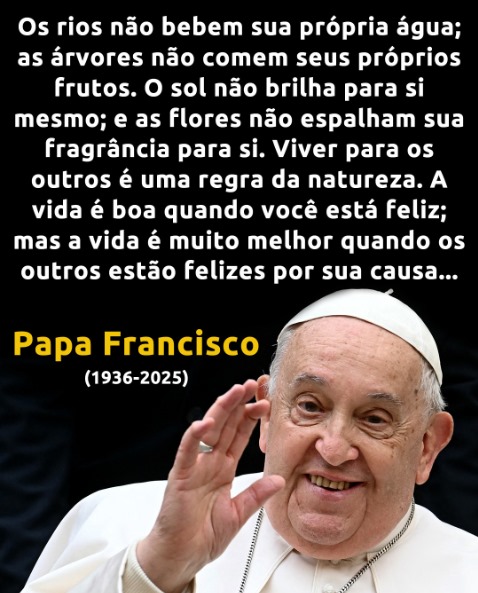 Os rios não bebem sua própria água;
as árvores não comem seus próprios
frutos. O sol não brilha para si
mesmo; e as flores não espalham sua
fragrância para si. Viver para os
outros é uma regra da natureza. A
vida é boa quando você está feliz;
mas a vida é muito melhor quando os
outros estão felizes por sua causa...
Papa Francisco
(1936-2025)